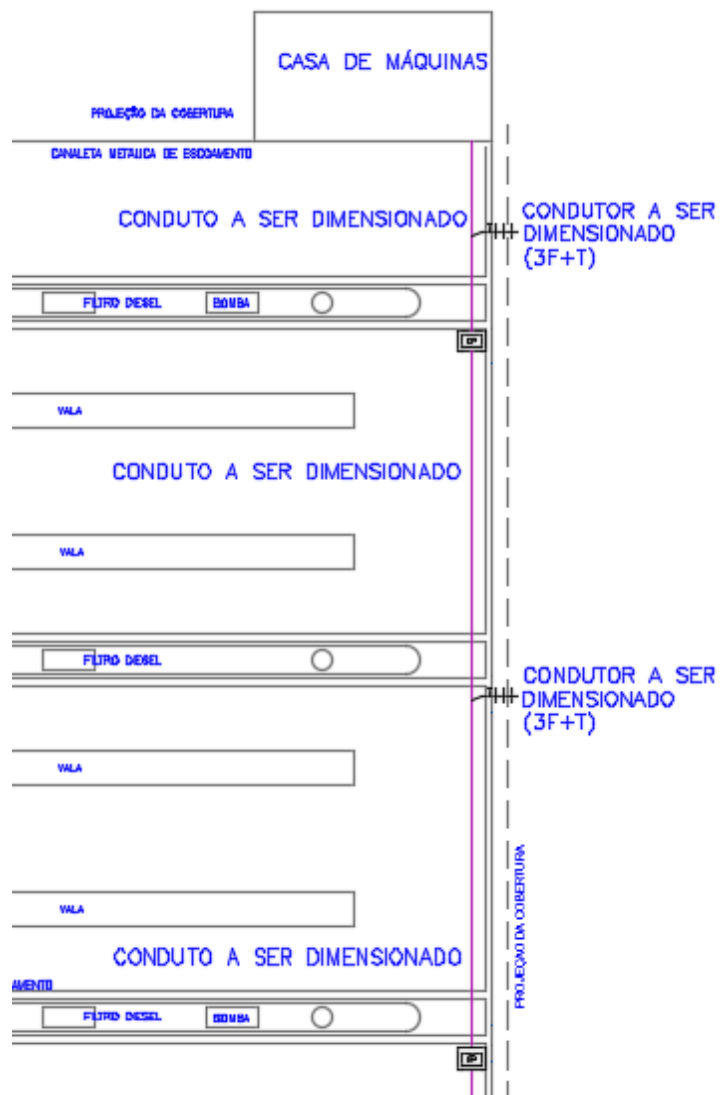 CASA DE MÁQUINAS
PROJEÇÃO DA COBERTURA
CANALETA METALICA DE ESCOAMENTO
CONDUTO A SER DIMENSIONADO
CONDUTOR A SER
DIMENSIONADO
(3F+T)
FILTRO DIESEL
BOMBA
VALA
CONDUTO A SER DIMENSIONADO
VALA
FILTRO DIESEL
CONDUTOR A SER
DIMENSIONADO
(3F+T)
VALA
PROJEÇÃO DA COBERTURA
VALA
CONDUTO A SER DIMENSIONADO
AMENTO
FILTRO DIESEL
BOMBA